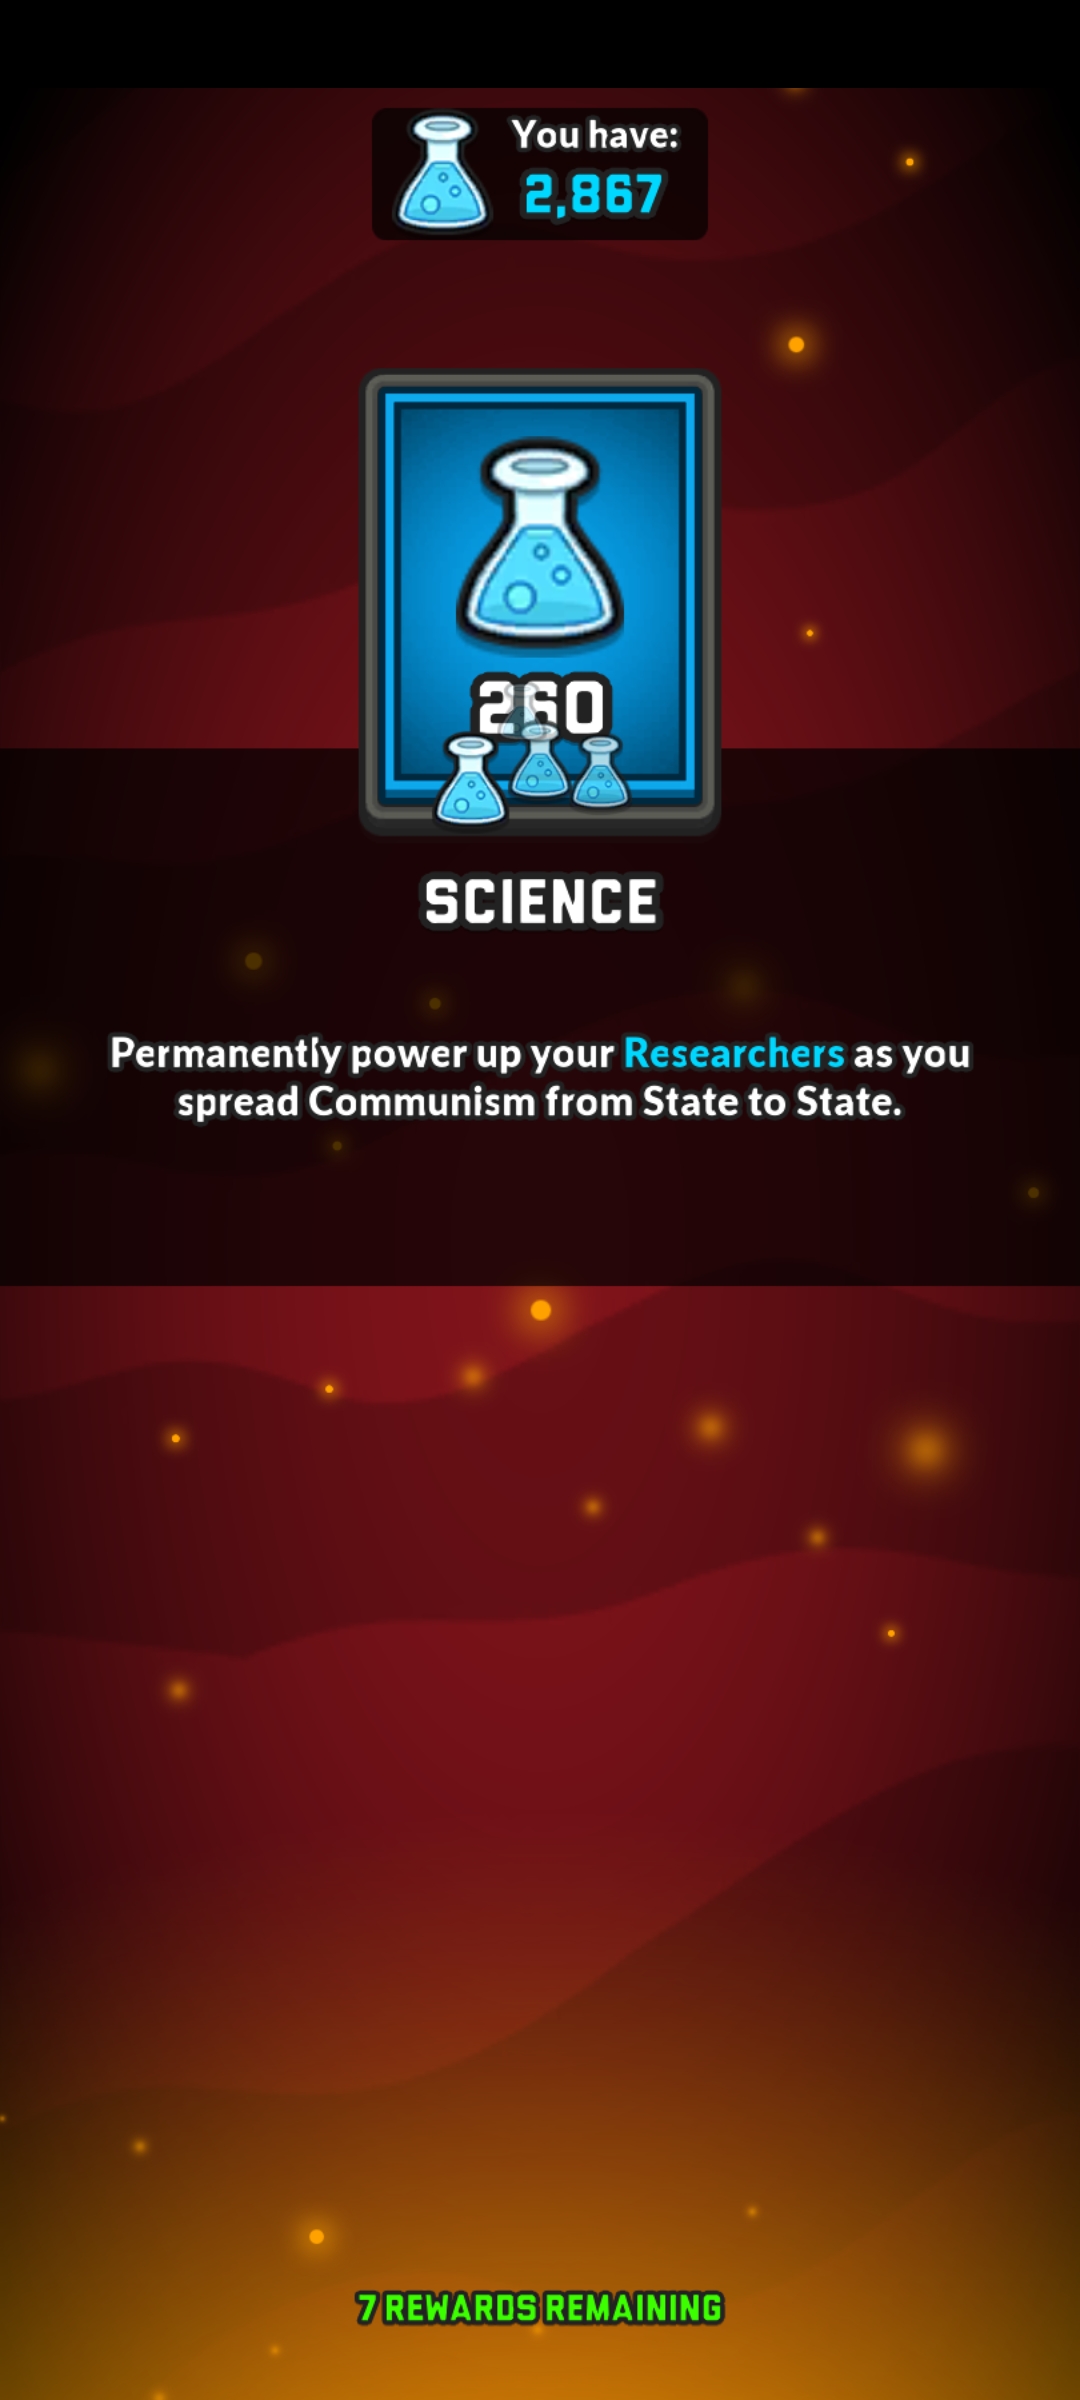 You have:
2,867
SCIENCE
Permanently power up your Researchers as you
spread Communism from State to State.
7 REWARDS REMAINING